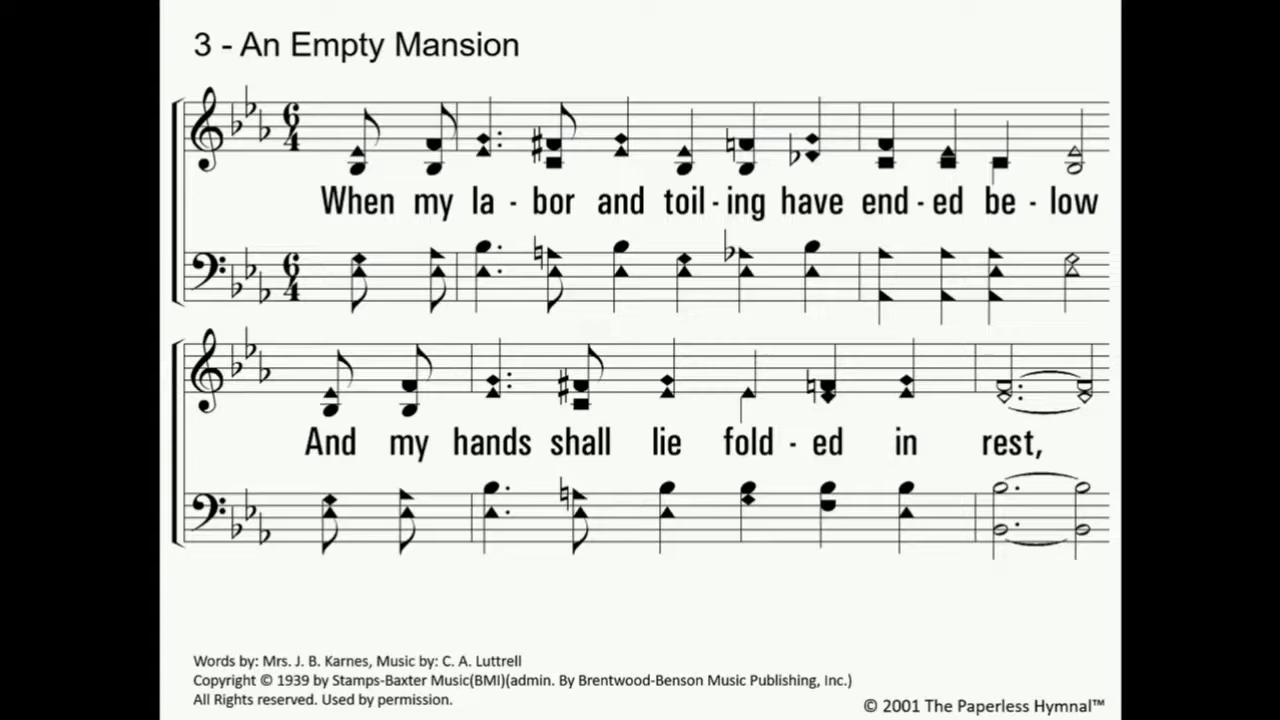 3 - An Empty Mansion
When my la - bor and toil - ing have end - ed be - low
And my hands shall lie fold - ed in rest,
Words by: Mrs. J. B. Karnes, Music by: C. A. Luttrell
Copyright © 1939 by Stamps-Baxter Music(BMI)(admin. By Brentwood-Benson Music Publishing, Inc.)
All Rights reserved. Used by permission.
© 2001 The Paperless Hymnal™